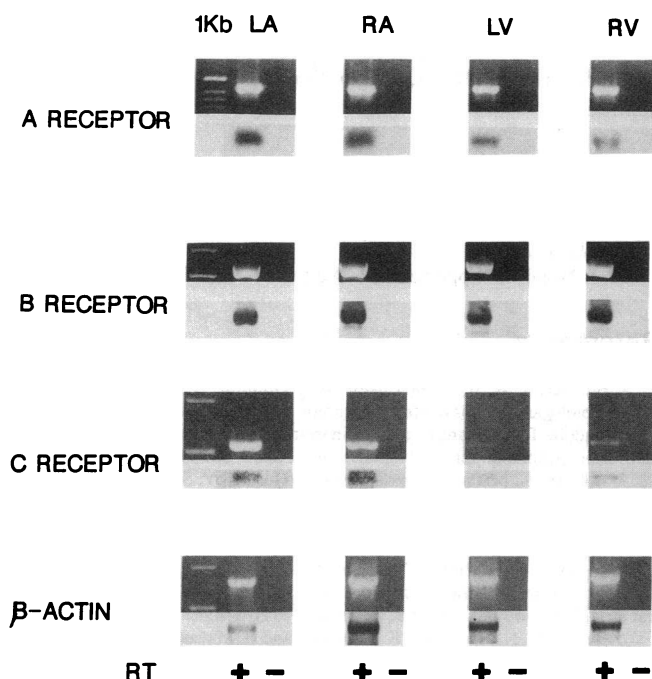 1Kb LA RA LV RV
A RECEPTOR
B RECEPTOR
C RECEPTOR
β-ACTIN
RT + − + − + − + −